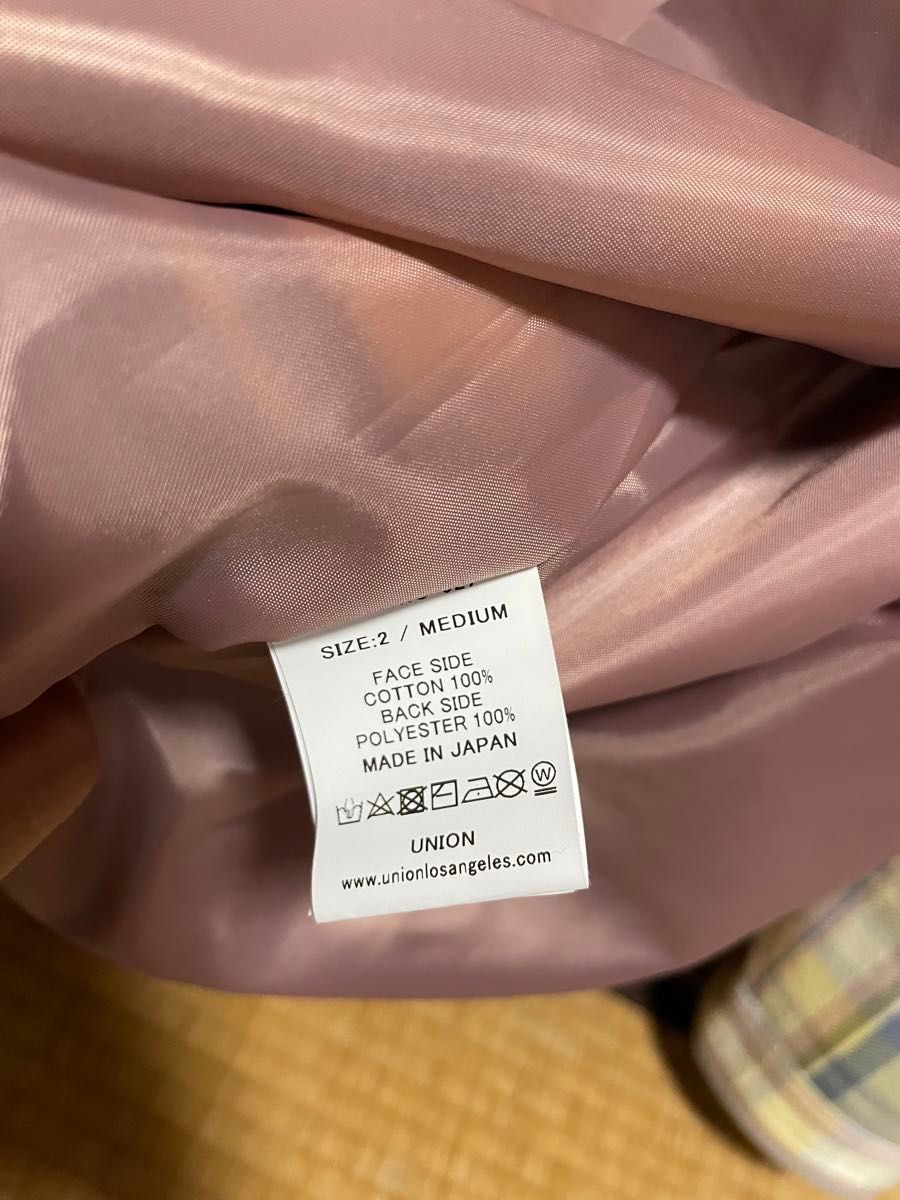 SIZE:2 / MEDIUM
FACE SIDE
COTTON 100%
BACK SIDE
POLYESTER 100%
MADE IN JAPAN
W
UNION
www.unionlosangeles.com